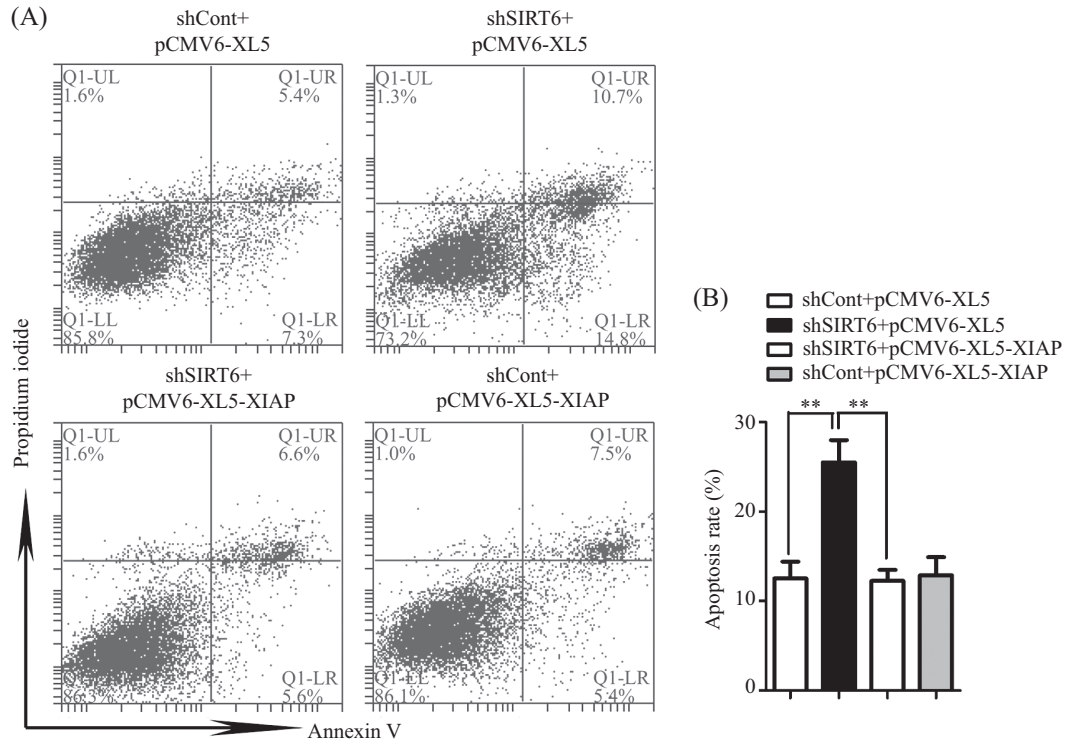 (A)
shCont+
pCMV6-XL5
Q1-UL
1.6%
Q1-UR
5.4%
Q1-LL
85.8%
Q1-LR
7.3%
shSIRT6+
pCMV6-XL5
Q1-UL
1.3%
Q1-UR
10.7%
Q1-LL
73.2%
Q1-LR
14.8%
shSIRT6+
pCMV6-XL5-XIAP
Q1-UL
1.6%
Q1-UR
6.6%
Q1-LR
5.6%
shCont+
pCMV6-XL5-XIAP
Q1-UL
1.0%
Q1-UR
7.5%
Q1-LL
86.1%
Q1-LR
5.4%
Propidium iodide
Annexin V
(B)
shCont+pCMV6-XL5
shSIRT6+pCMV6-XL5
shSIRT6+pCMV6-XL5-XIAP
shCont+pCMV6-XL5-XIAP
** **
Apoptosis rate (%)
30
20
10
0